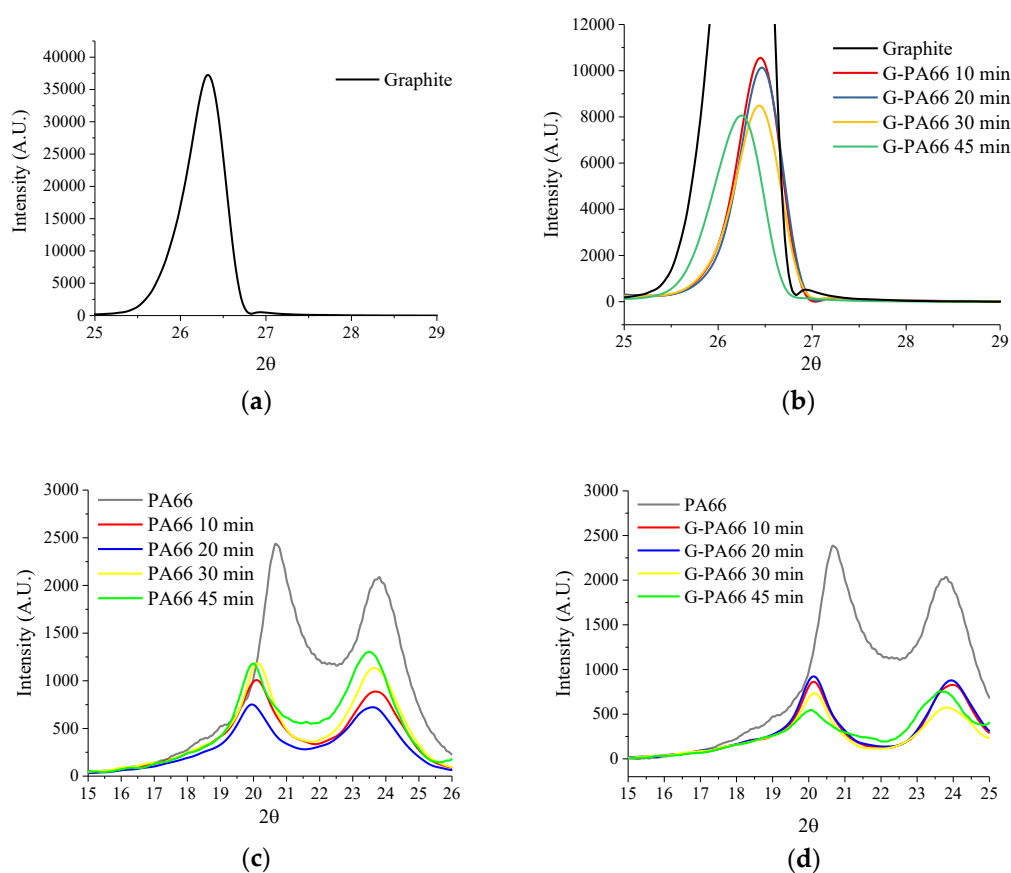 40000
35000
30000
25000
20000
15000
10000
5000
0
Intensity (A.U.)
Graphite
25 26 27 28 29
2θ
(a)
12000
10000
8000
6000
4000
2000
0
Intensity (A.U.)
Graphite
G-PA66 10 min
G-PA66 20 min
G-PA66 30 min
G-PA66 45 min
25 26 27 28 29
2θ
(b)
3000
2500
2000
1500
1000
500
0
Intensity (A.U.)
PA66
PA66 10 min
PA66 20 min
PA66 30 min
PA66 45 min
15 16 17 18 19 20 21 22 23 24 25 26
2θ
(c)
3000
2500
2000
1500
1000
500
0
Intensity (A.U.)
PA66
G-PA66 10 min
G-PA66 20 min
G-PA66 30 min
G-PA66 45 min
15 16 17 18 19 20 21 22 23 24 25
2θ
(d)